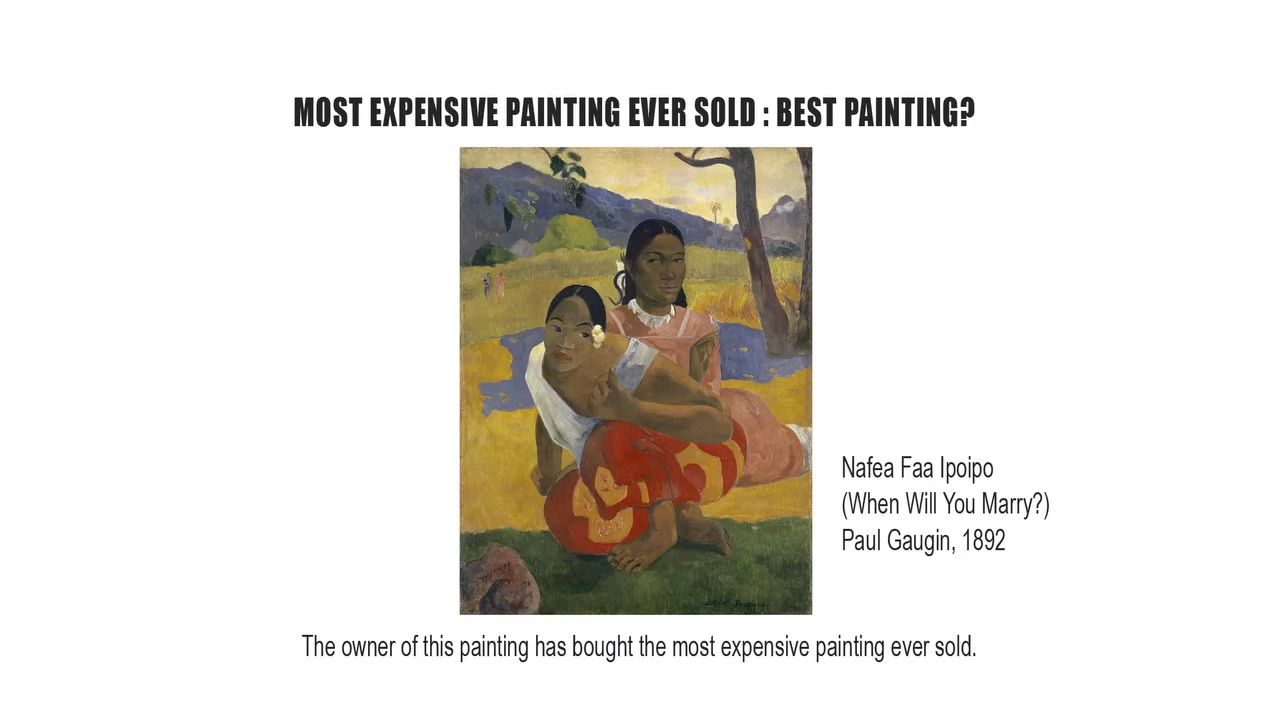 MOST EXPENSIVE PAINTING EVER SOLD : BEST PAINTING?
Nafea Faa Ipoipo
(When Will You Marry?)
Paul Gaugin, 1892
The owner of this painting has bought the most expensive painting ever sold.